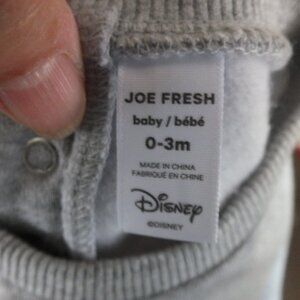 JOE FRESH
baby / bébé
0-3m
MADE IN CHINA
FABRIQUÉ EN CHINE
Disney
©DISNEY